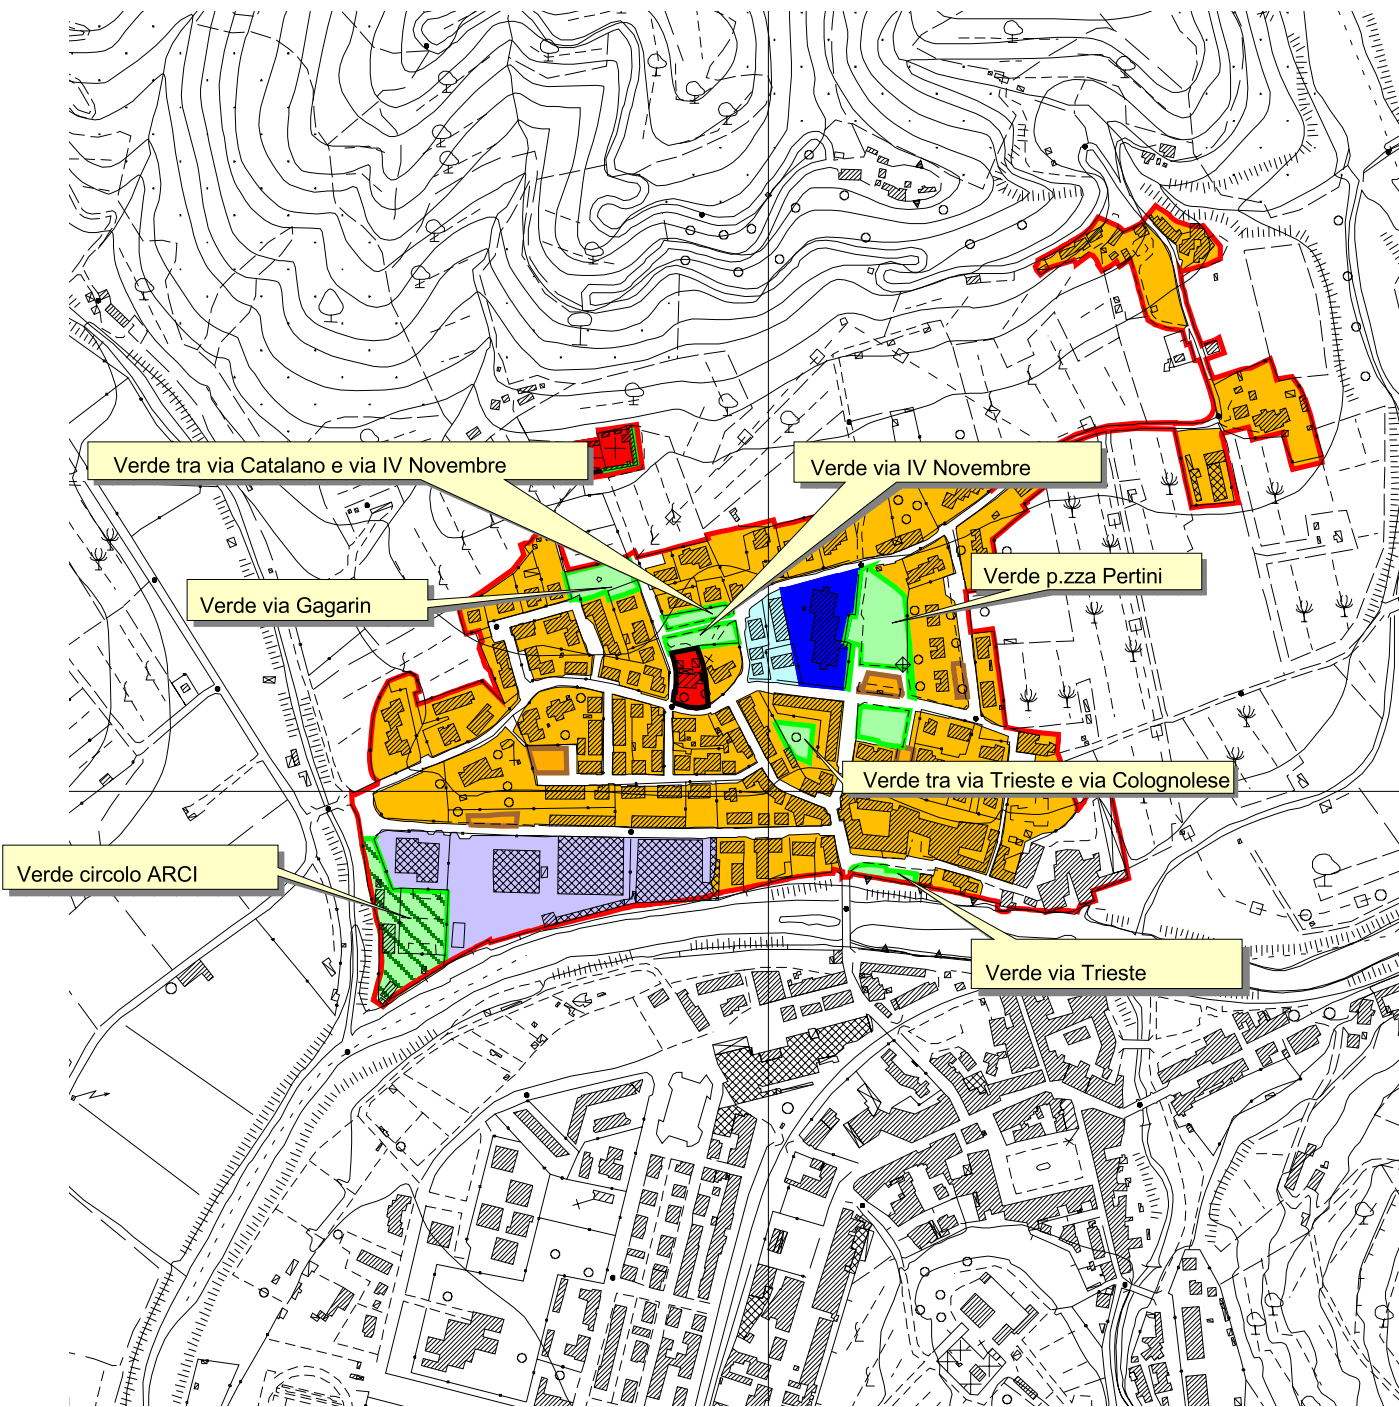 Verde tra via Catalano e via IV Novembre
Verde via IV Novembre
Verde p.zza Pertini
Verde via Gagarin
Verde tra via Trieste e via Colognolese
Verde circolo ARCI
Verde via Trieste